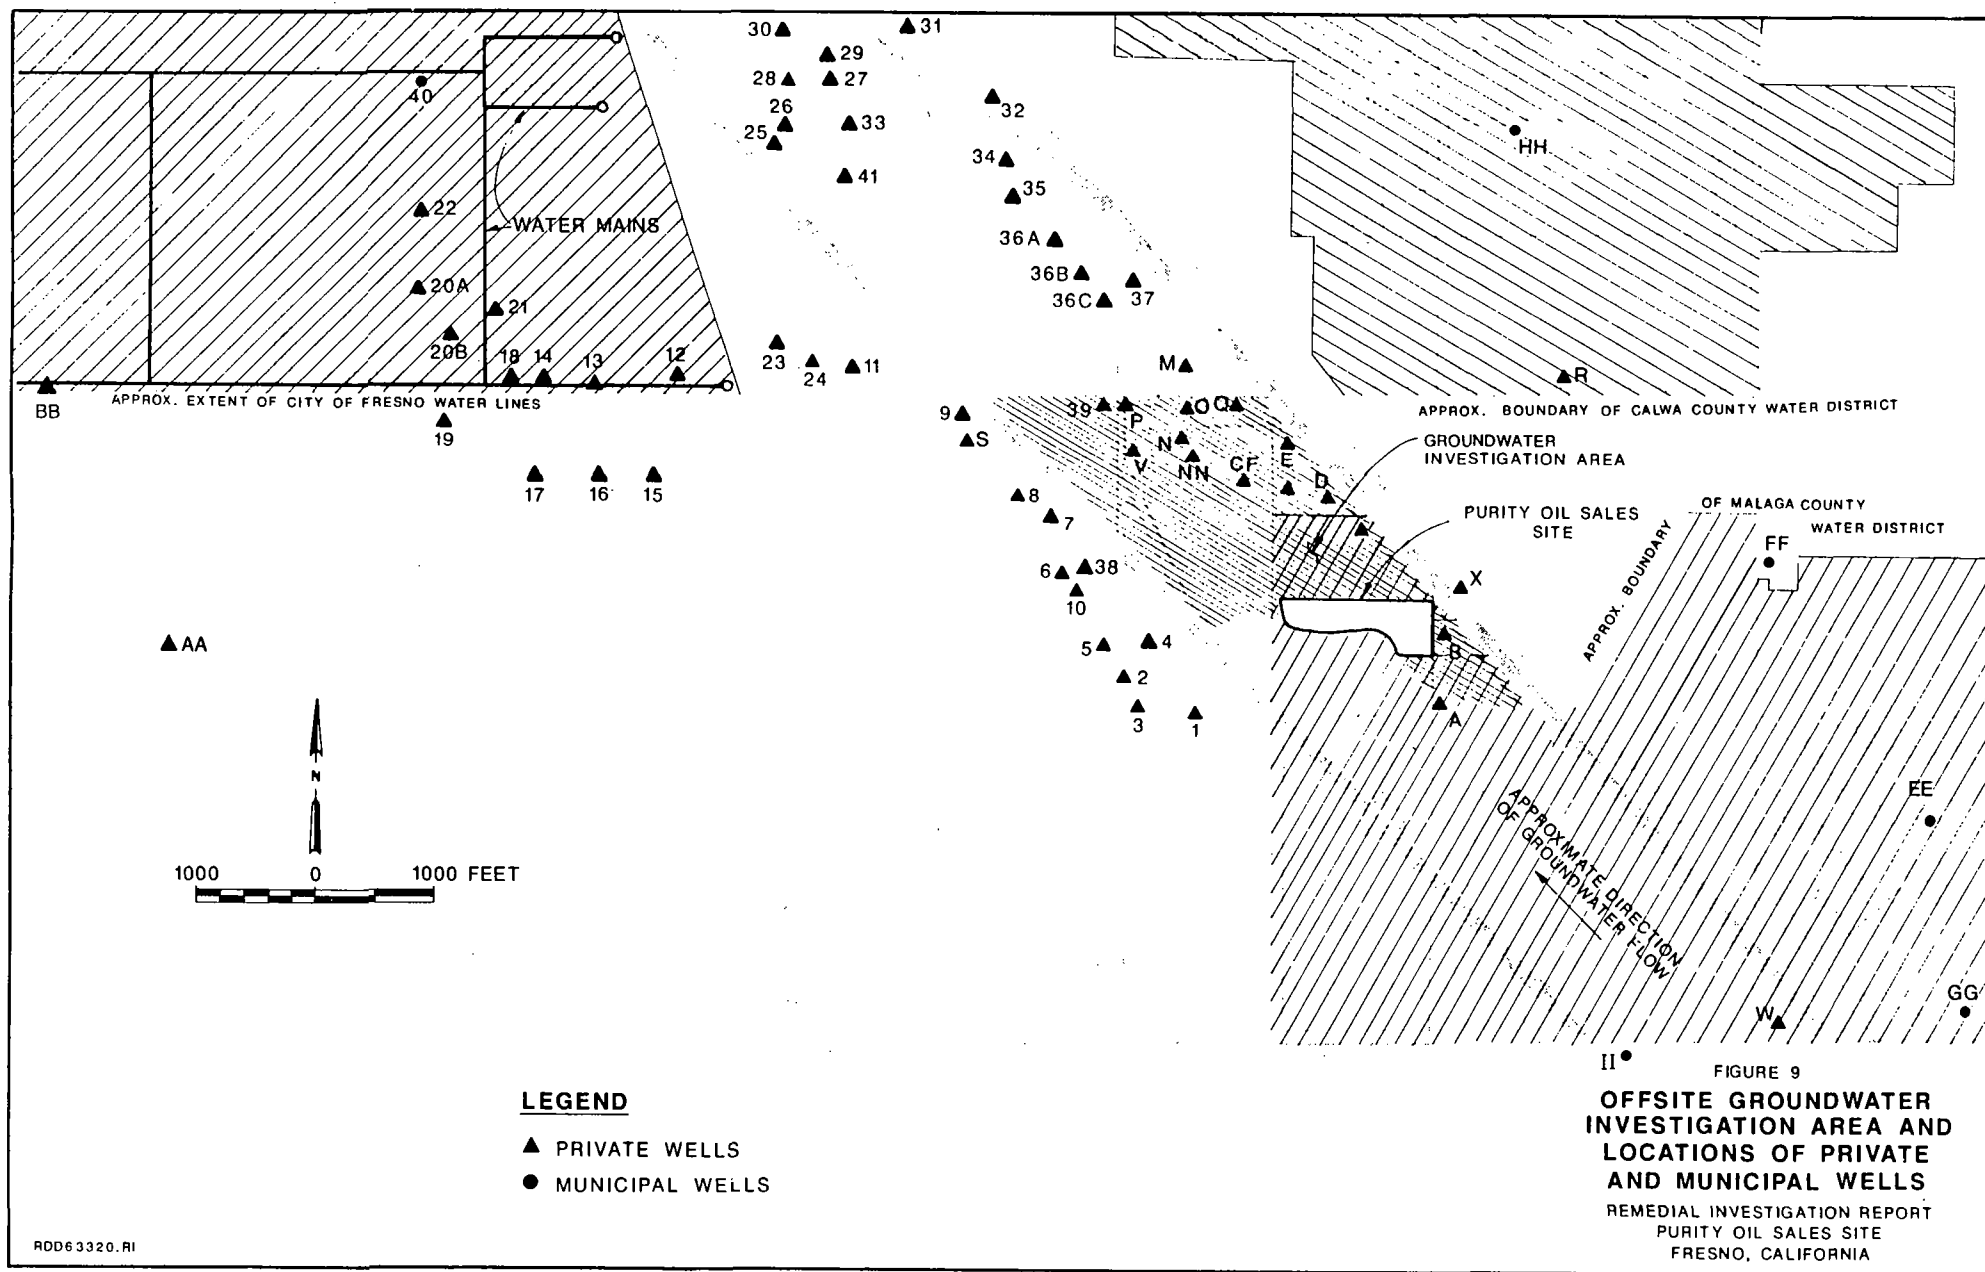 30
31
29
28
27
40
32
26
33
HH
25
34
41
35
22
WATER MAINS
36A
36B
37
20A
36C
21
20B
23
18
14
13
12
24
11
M
R
BB
APPROX. EXTENT OF CITY OF FRESNO WATER LINES
9
39
P
O
Q
APPROX. BOUNDARY OF CALWA COUNTY WATER DISTRICT
19
S
N
V
NN
CF
E
D
GROUNDWATER
INVESTIGATION AREA
17
16
15
8
7
PURITY OIL SALES
SITE
APPROX. BOUNDARY
OF MALAGA COUNTY
WATER DISTRICT
FF
6
38
X
10
AA
5
4
B
2
3
1
A
N
EE
APPROXIMATE DIRECTION
OF GROUNDWATER FLOW
1000 0 1000 FEET
GG
W
II
LEGEND
PRIVATE WELLS
MUNICIPAL WELLS
FIGURE 9
OFFSITE GROUNDWATER
INVESTIGATION AREA AND
LOCATIONS OF PRIVATE
AND MUNICIPAL WELLS
REMEDIAL INVESTIGATION REPORT
PURITY OIL SALES SITE
FRESNO, CALIFORNIA
RDD63320.RI